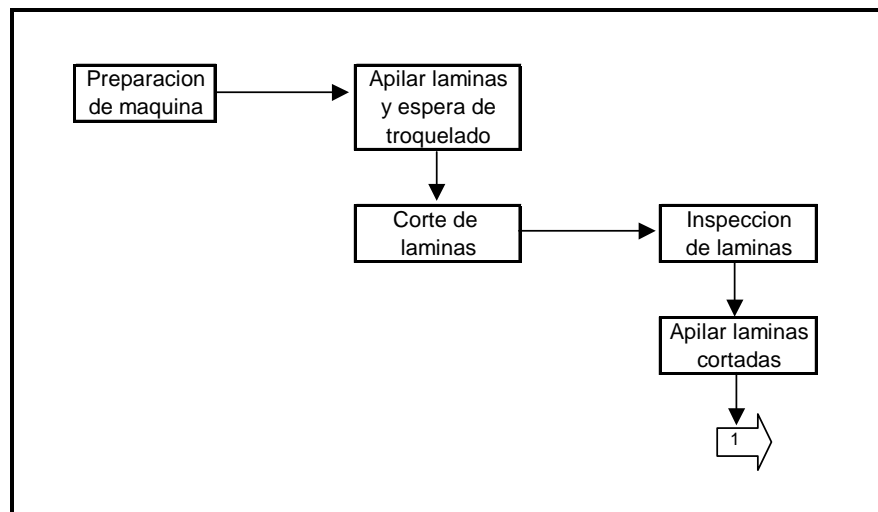 Preparacion
de maquina
Apilar laminas
y espera de
troquelado
Corte de
laminas
Inspeccion
de laminas
Apilar laminas
cortadas
1